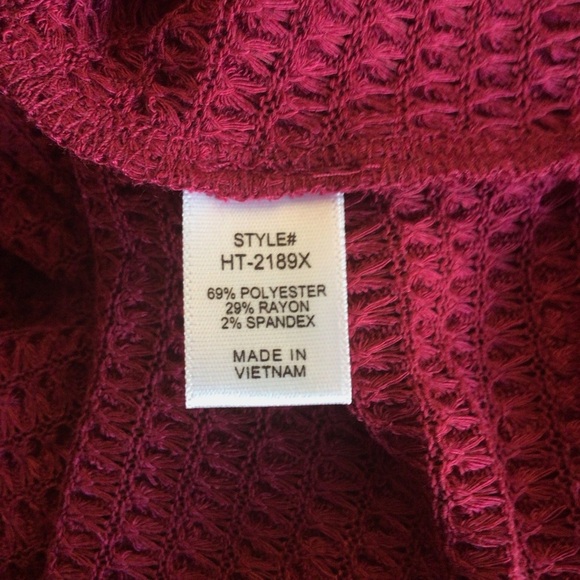 STYLE#
HT-2189X
69% POLYESTER
29% RAYON
2% SPANDEX
MADE IN
VIETNAM